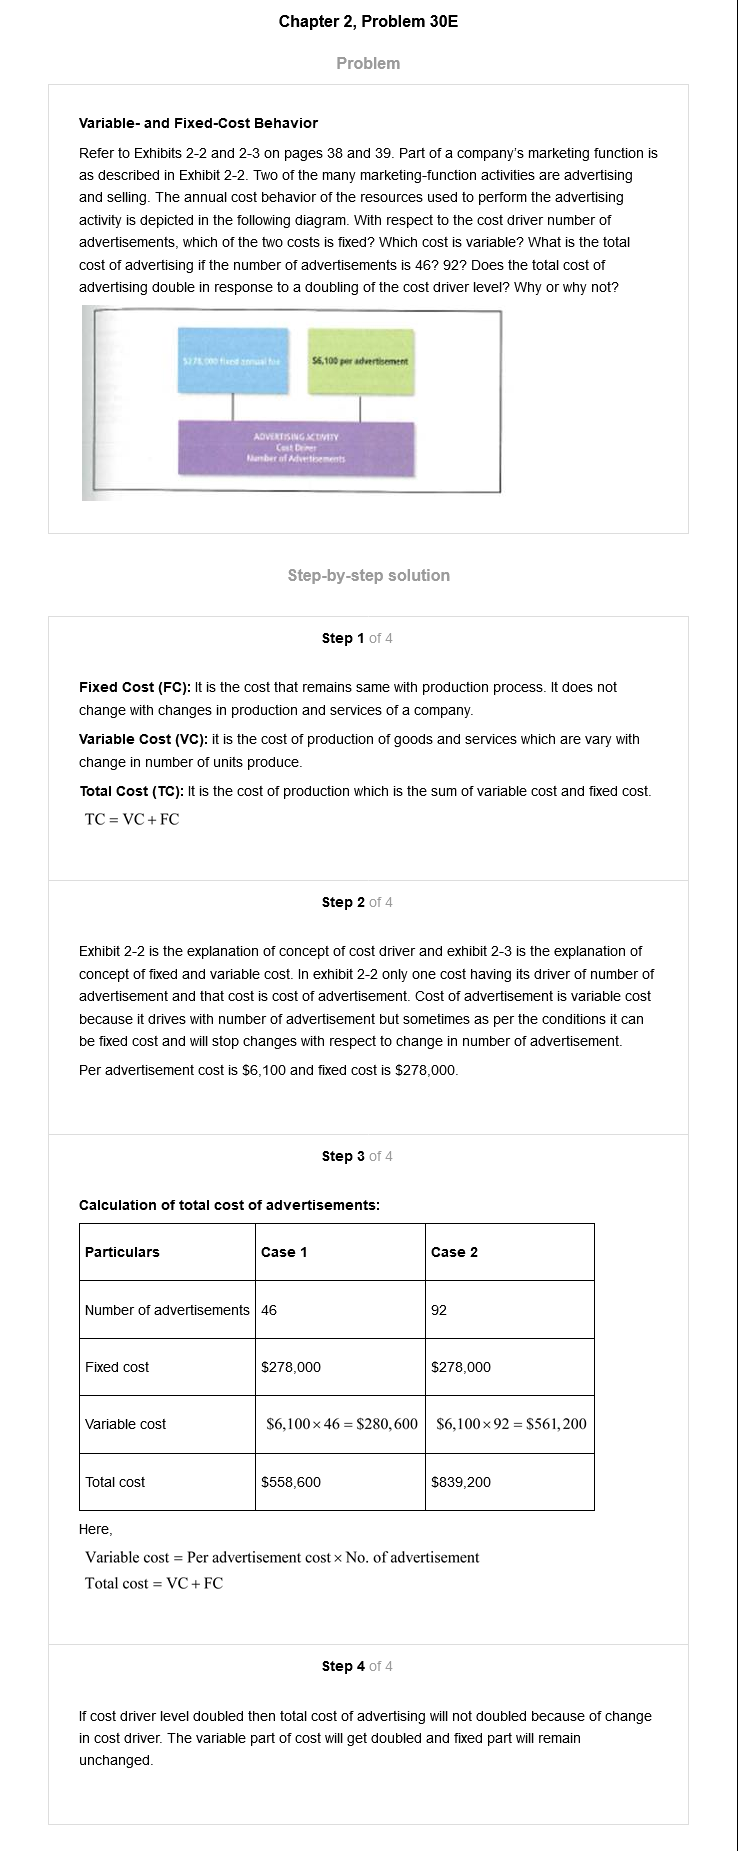 Chapter 2, Problem 30E
Problem
Variable- and Fixed-Cost Behavior
Refer to Exhibits 2-2 and 2-3 on pages 38 and 39. Part of a company's marketing function is
as described in Exhibit 2-2. Two of the many marketing-function activities are advertising
and selling. The annual cost behavior of the resources used to perform the advertising
activity is depicted in the following diagram. With respect to the cost driver number of
advertisements, which of the two costs is fixed? Which cost is variable? What is the total
cost of advertising if the number of advertisements is 46? 92? Does the total cost of
advertising double in response to a doubling of the cost driver level? Why or why not?
$278,000 fixed annual fee
$6,100 per advertisement
ADVERTISING ACTIVITY
Cost Driver
Number of Advertisements
Step-by-step solution
Step 1 of 4
Fixed Cost (FC): It is the cost that remains same with production process. It does not
change with changes in production and services of a company.
Variable Cost (VC): it is the cost of production of goods and services which are vary with
change in number of units produce.
Total Cost (TC): It is the cost of production which is the sum of variable cost and fixed cost.
TC = VC + FC
Step 2 of 4
Exhibit 2-2 is the explanation of concept of cost driver and exhibit 2-3 is the explanation of
concept of fixed and variable cost. In exhibit 2-2 only one cost having its driver of number of
advertisement and that cost is cost of advertisement. Cost of advertisement is variable cost
because it drives with number of advertisement but sometimes as per the conditions it can
be fixed cost and will stop changes with respect to change in number of advertisement.
Per advertisement cost is $6,100 and fixed cost is $278,000.
Step 3 of 4
Calculation of total cost of advertisements:
Particulars Case 1 Case 2
Number of advertisements 46 92
Fixed cost $278,000 $278,000
Variable cost $6,100 × 46 = $280,600 $6,100 × 92 = $561,200
Total cost $558,600 $839,200
Here,
Variable cost = Per advertisement cost × No. of advertisement
Total cost = VC + FC
Step 4 of 4
If cost driver level doubled then total cost of advertising will not doubled because of change
in cost driver. The variable part of cost will get doubled and fixed part will remain
unchanged.